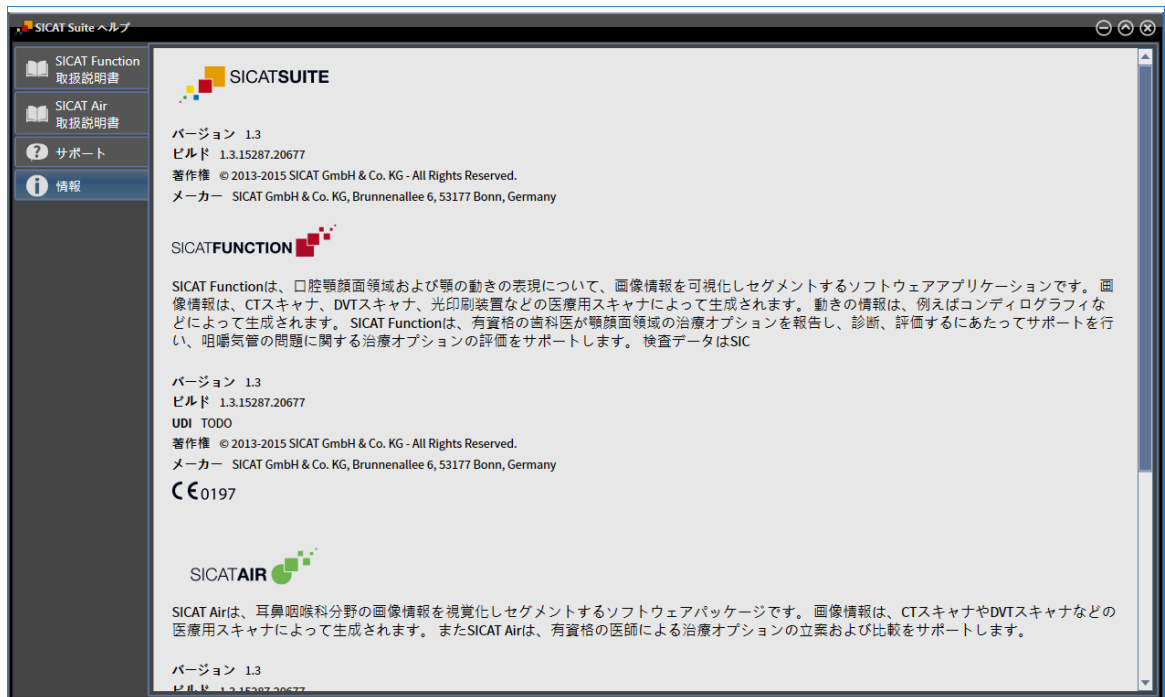 SICAT Suite ヘルプ
SICAT Function
取扱説明書
SICAT Air
取扱説明書
サポート
情報
SICATSUITE
バージョン 1.3
ビルド 1.3.15287.20677
著作権 © 2013-2015 SICAT GmbH & Co. KG - All Rights Reserved.
メーカー SICAT GmbH & Co. KG, Brunnenallee 6, 53177 Bonn, Germany
SICATFUNCTION
SICAT Functionは、口腔顎顔面領域および顎の動きの表現について、画像情報を可視化しセグメントするソフトウェアアプリケーションです。 画
像情報は、CTスキャナ、DVTスキャナ、光印刷装置などの医療用スキャナによって生成されます。 動きの情報は、例えばコンディログラフィな
どによって生成されます。 SICAT Functionは、有資格の歯科医が顎顔面領域の治療オプションを報告し、診断、評価するにあたってサポートを行
い、咀嚼気管の問題に関する治療オプションの評価をサポートします。 検査データはSIC
バージョン 1.3
ビルド 1.3.15287.20677
UDI TODO
著作権 © 2013-2015 SICAT GmbH & Co. KG - All Rights Reserved.
メーカー SICAT GmbH & Co. KG, Brunnenallee 6, 53177 Bonn, Germany
CE0197
SICATAIR
SICAT Airは、耳鼻咽喉科分野の画像情報を視覚化しセグメントするソフトウェアパッケージです。 画像情報は、CTスキャナやDVTスキャナなどの
医療用スキャナによって生成されます。 またSICAT Airは、有資格の医師による治療オプションの立案および比較をサポートします。
バージョン 1.3
ビルド 1.3.15287.20677